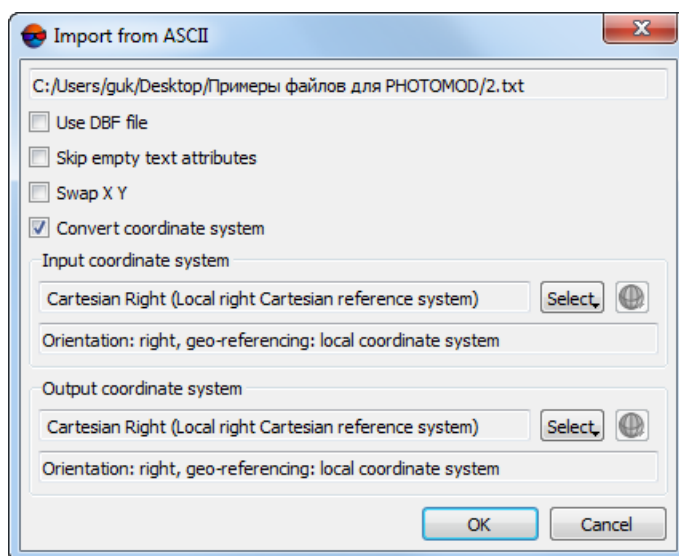 Import from ASCII
C:/Users/guk/Desktop/Примеры файлов для PHOTOMOD/2.txt
Use DBF file
Skip empty text attributes
Swap X Y
Convert coordinate system
Input coordinate system
Cartesian Right (Local right Cartesian reference system) Select
Orientation: right, geo-referencing: local coordinate system
Output coordinate system
Cartesian Right (Local right Cartesian reference system) Select
Orientation: right, geo-referencing: local coordinate system
OK Cancel